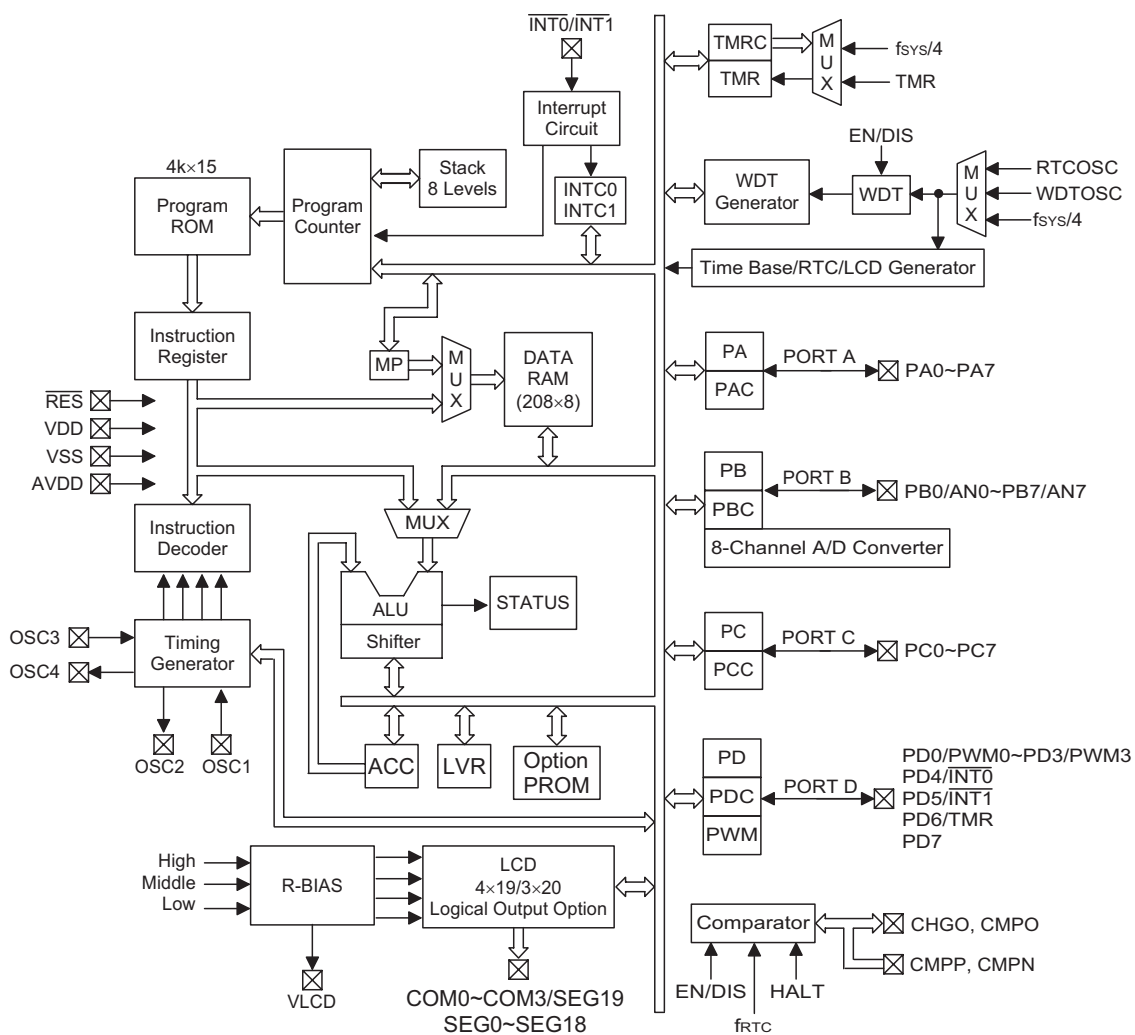 INT0/INT1
TMRC
TMR
MUX
fSYS/4
TMR
Interrupt
Circuit
EN/DIS
4k×15
Program
ROM
Program
Counter
Stack
8 Levels
INTC0
INTC1
WDT
Generator
WDT
MUX
RTCOSC
WDTOSC
fSYS/4
Time Base/RTC/LCD Generator
Instruction
Register
MP
MUX
DATA
RAM
(208×8)
PA
PAC
PORT A
PA0~PA7
RES
VDD
VSS
AVDD
PB
PBC
PORT B
PB0/AN0~PB7/AN7
8-Channel A/D Converter
Instruction
Decoder
MUX
ALU
Shifter
STATUS
OSC3
OSC4
Timing
Generator
OSC2
OSC1
PC
PCC
PORT C
PC0~PC7
ACC
LVR
Option
PROM
PD
PDC
PWM
PORT D
PD0/PWM0~PD3/PWM3
PD4/INT0
PD5/INT1
PD6/TMR
PD7
High
Middle
Low
R-BIAS
LCD
4×19/3×20
Logical Output Option
VLCD
COM0~COM3/SEG19
SEG0~SEG18
Comparator
CHGO, CMPO
CMPP, CMPN
EN/DIS
fRTC
HALT